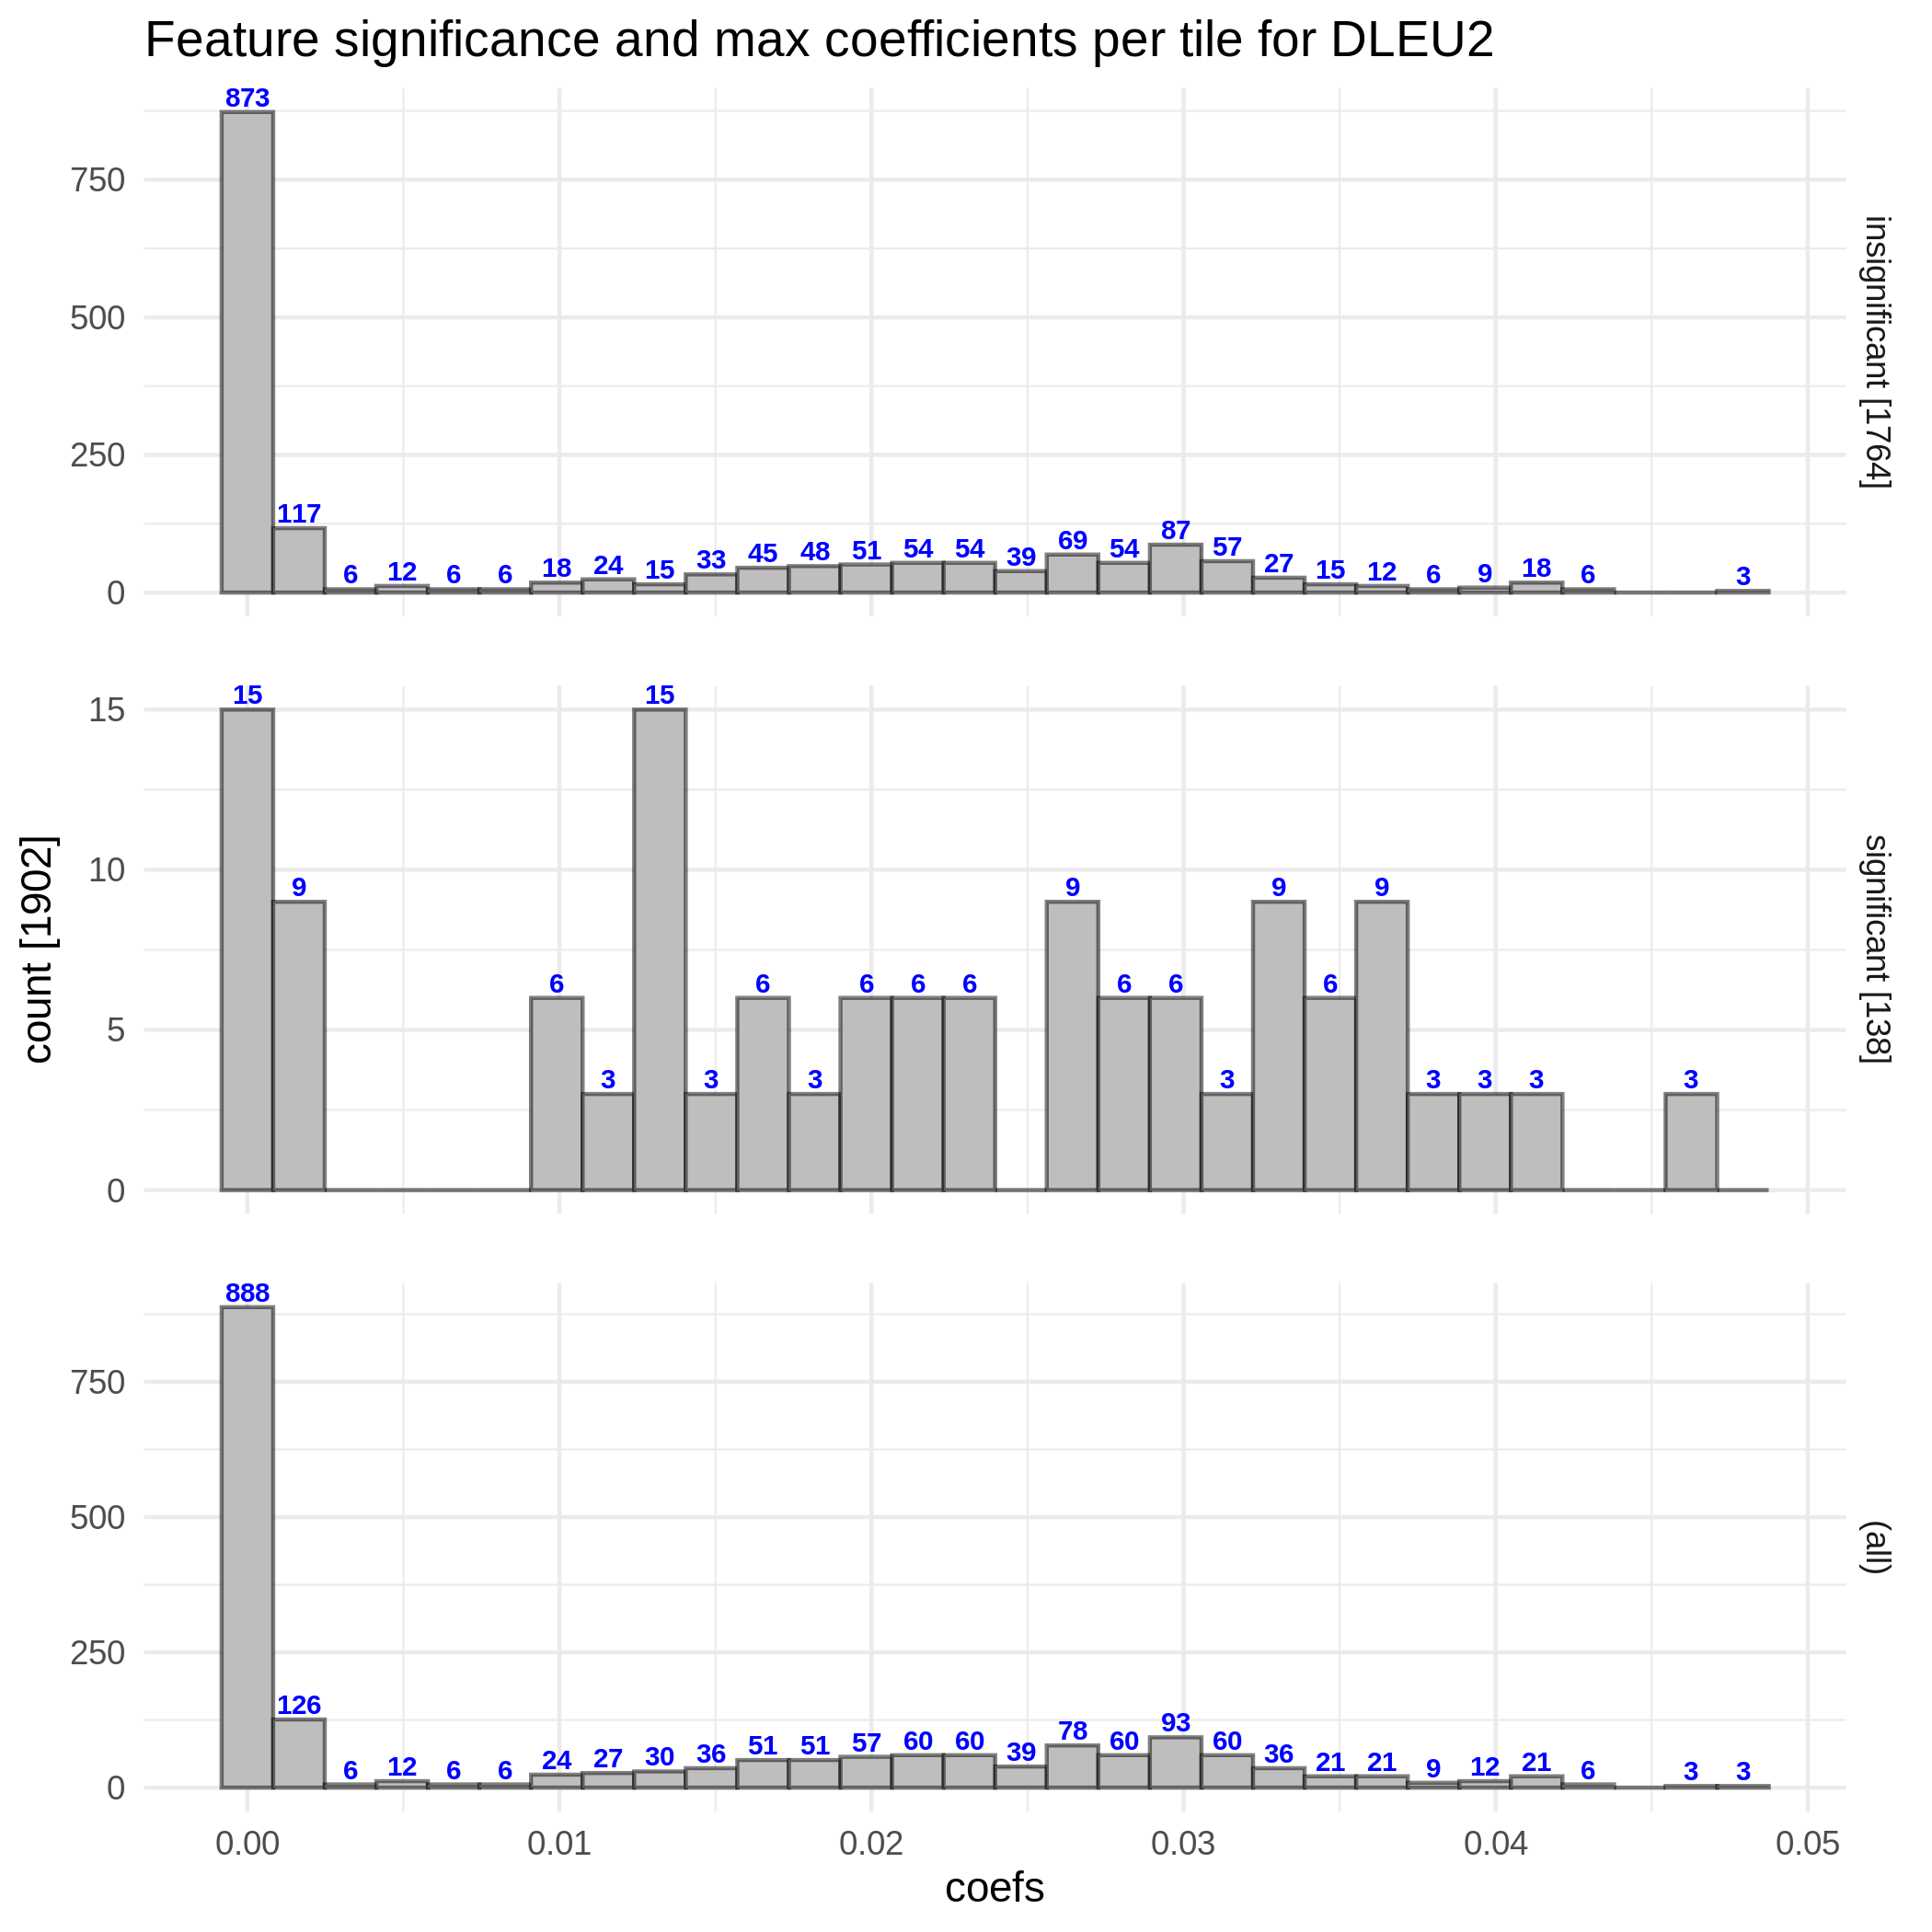 Feature significance and max coefficients per tile for DLEU2
873
750
500
250
117
6 12 6 6 18 24 15 33 45 48 51 54 54 39 69 54 87 57 27 15 12 6 9 18 6 3
0
insignificant [1764]
15 15
15
10
9 9 9 9
6 6 6 6 6 6 6 6
5
3 3 3 3 3 3 3 3
0
significant [138]
count [1902]
888
750
500
250
126
6 12 6 6 24 27 30 36 51 51 57 60 60 39 78 60 93 60 36 21 21 9 12 21 6 3 3
0
(all)
0.00 0.01 0.02 0.03 0.04 0.05
coefs